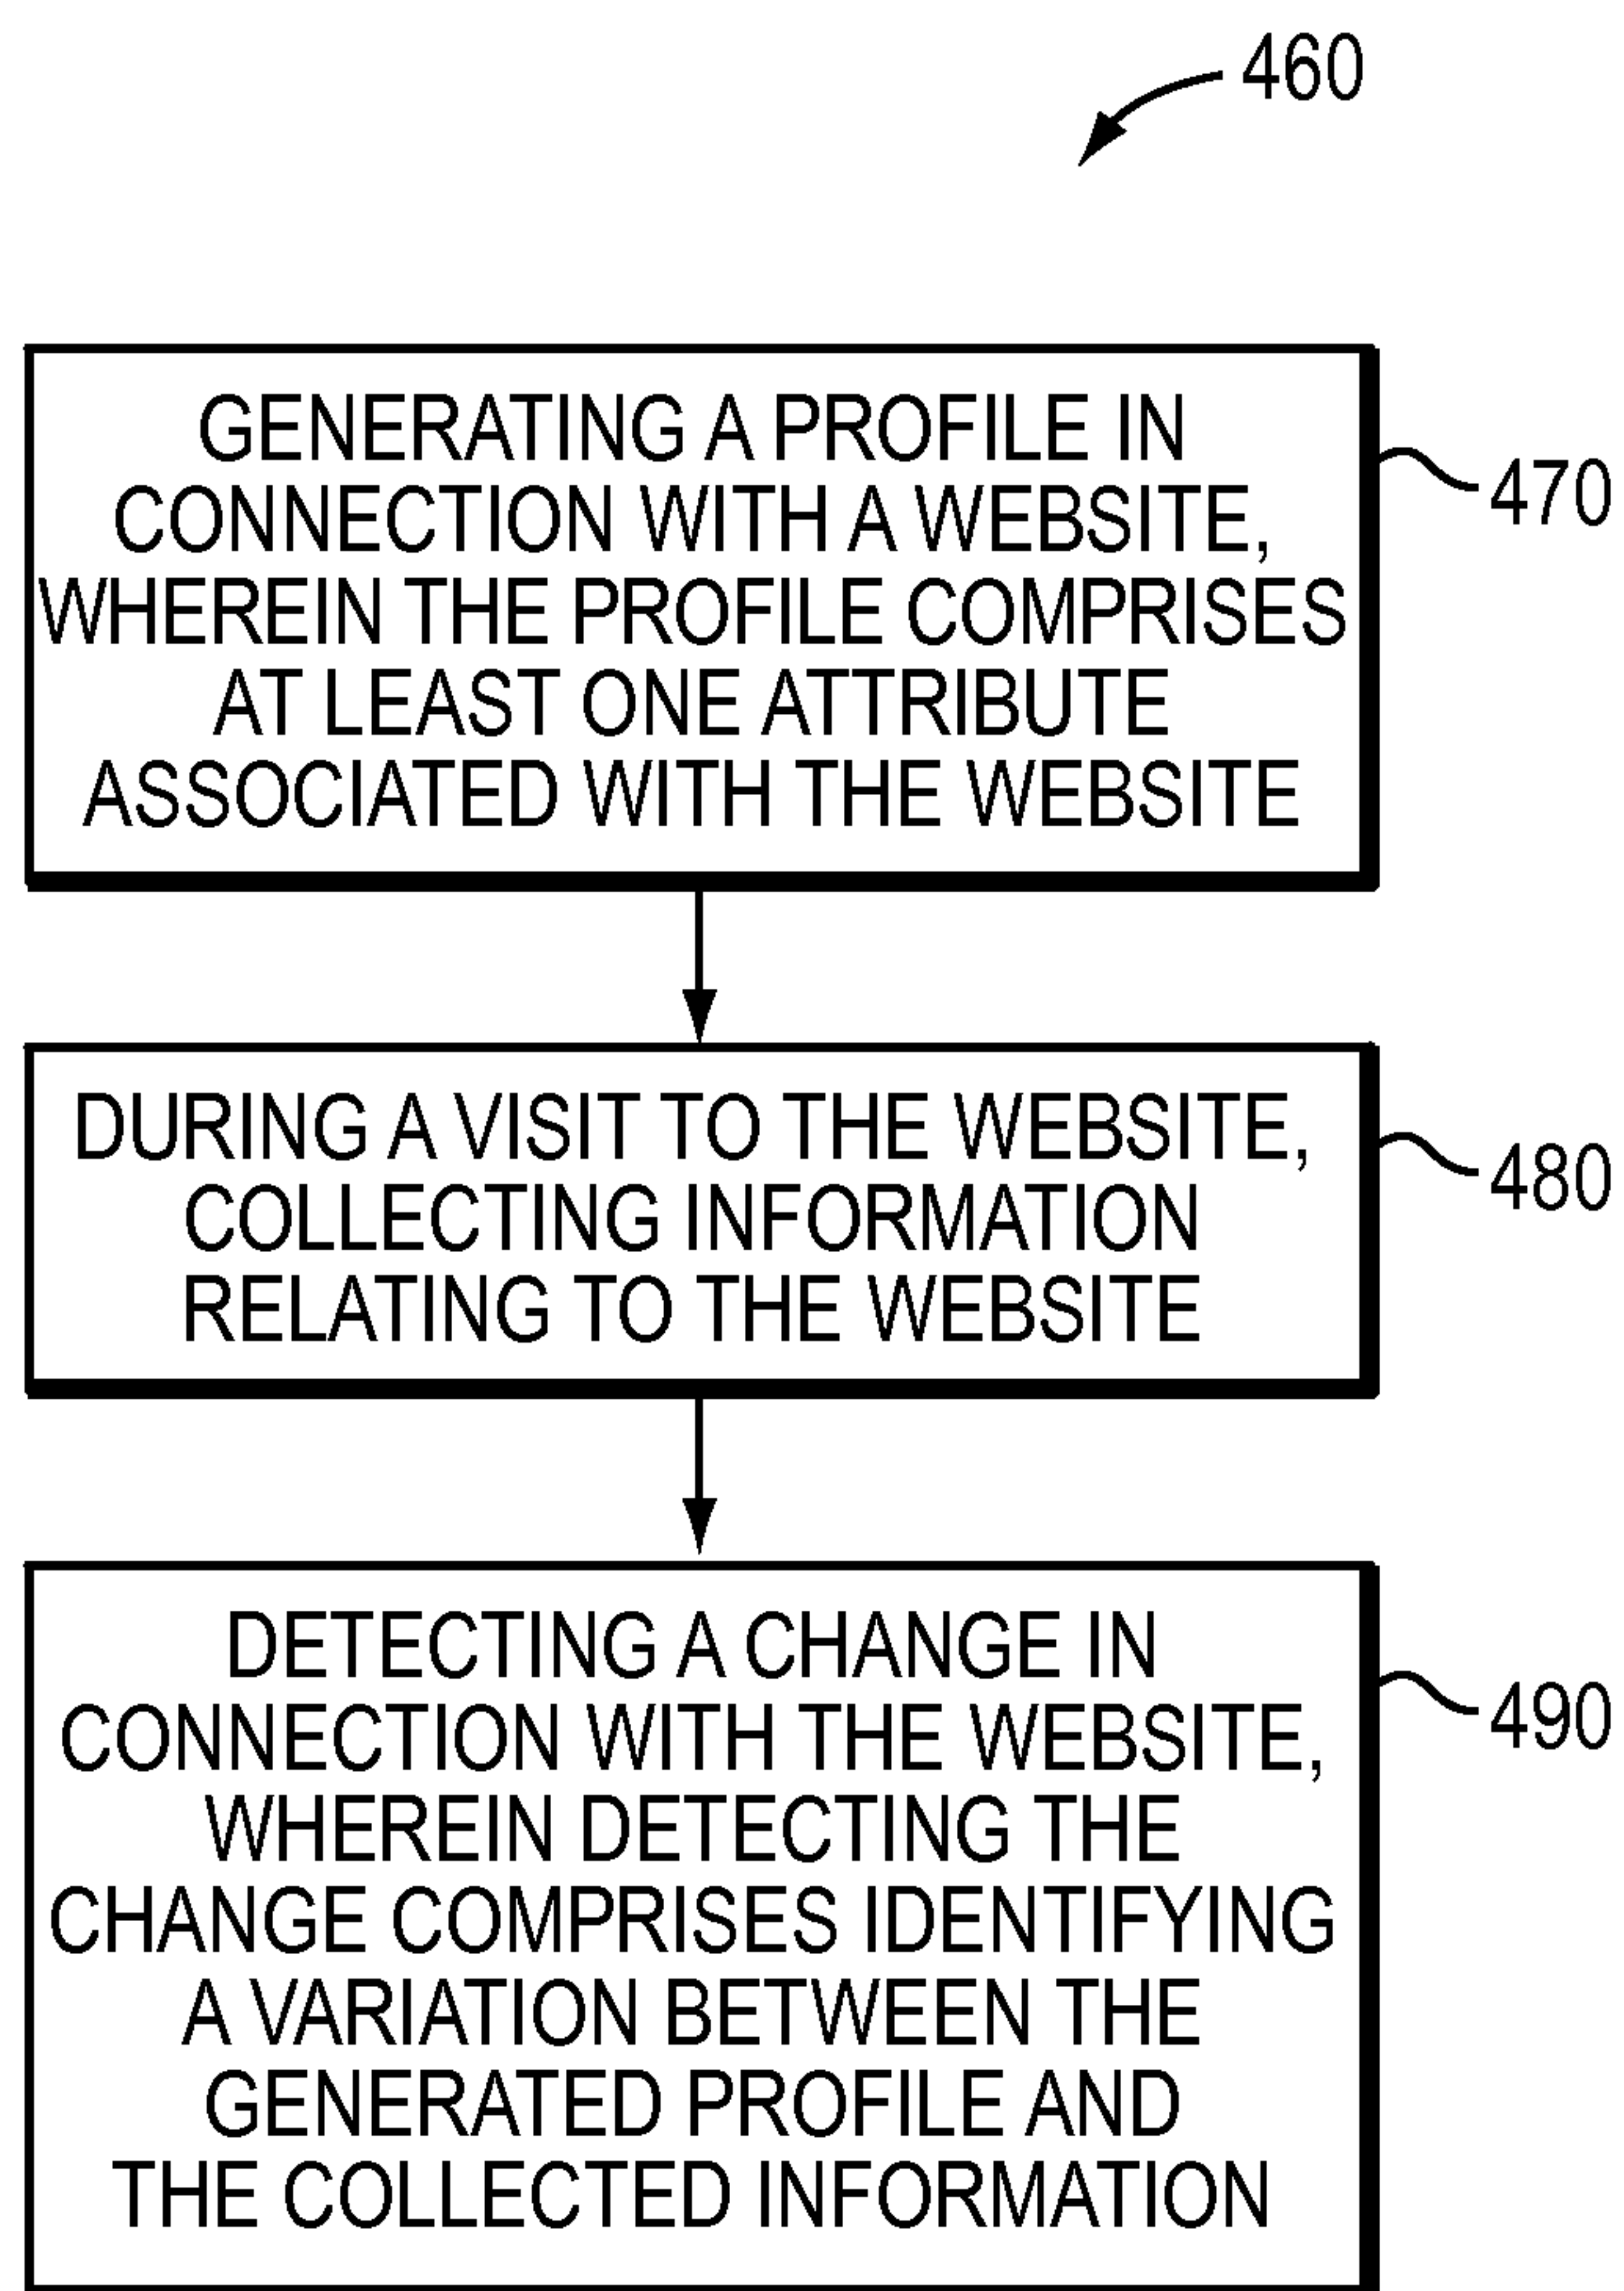 460
GENERATING A PROFILE IN
CONNECTION WITH A WEBSITE,
WHEREIN THE PROFILE COMPRISES
AT LEAST ONE ATTRIBUTE
ASSOCIATED WITH THE WEBSITE
470
DURING A VISIT TO THE WEBSITE,
COLLECTING INFORMATION
RELATING TO THE WEBSITE
480
DETECTING A CHANGE IN
CONNECTION WITH THE WEBSITE,
WHEREIN DETECTING THE
CHANGE COMPRISES IDENTIFYING
A VARIATION BETWEEN THE
GENERATED PROFILE AND
THE COLLECTED INFORMATION
490